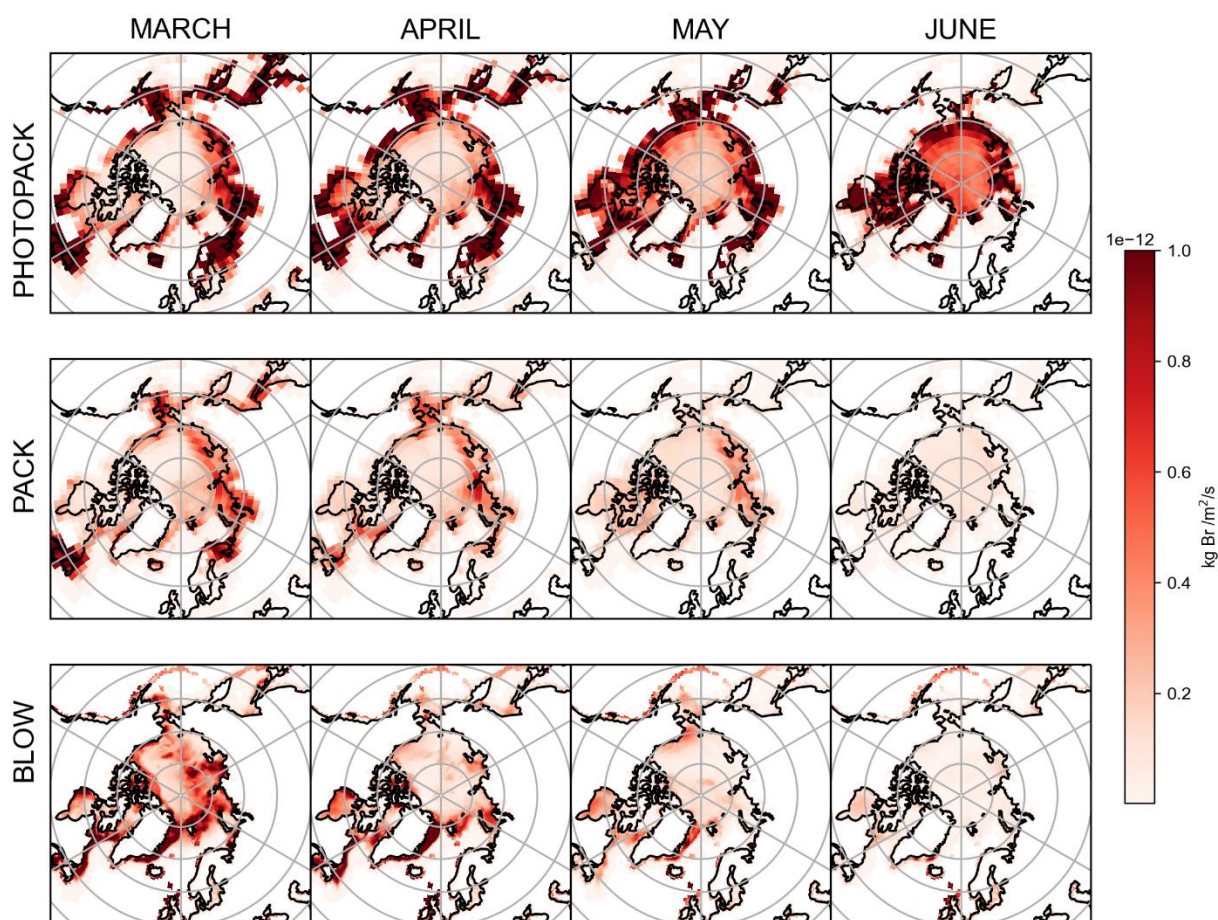 MARCH APRIL MAY JUNE
PHOTOPACK
PACK
BLOW
1e−12
1.0
0.8
0.6
0.4
0.2
kg Br /m²/s